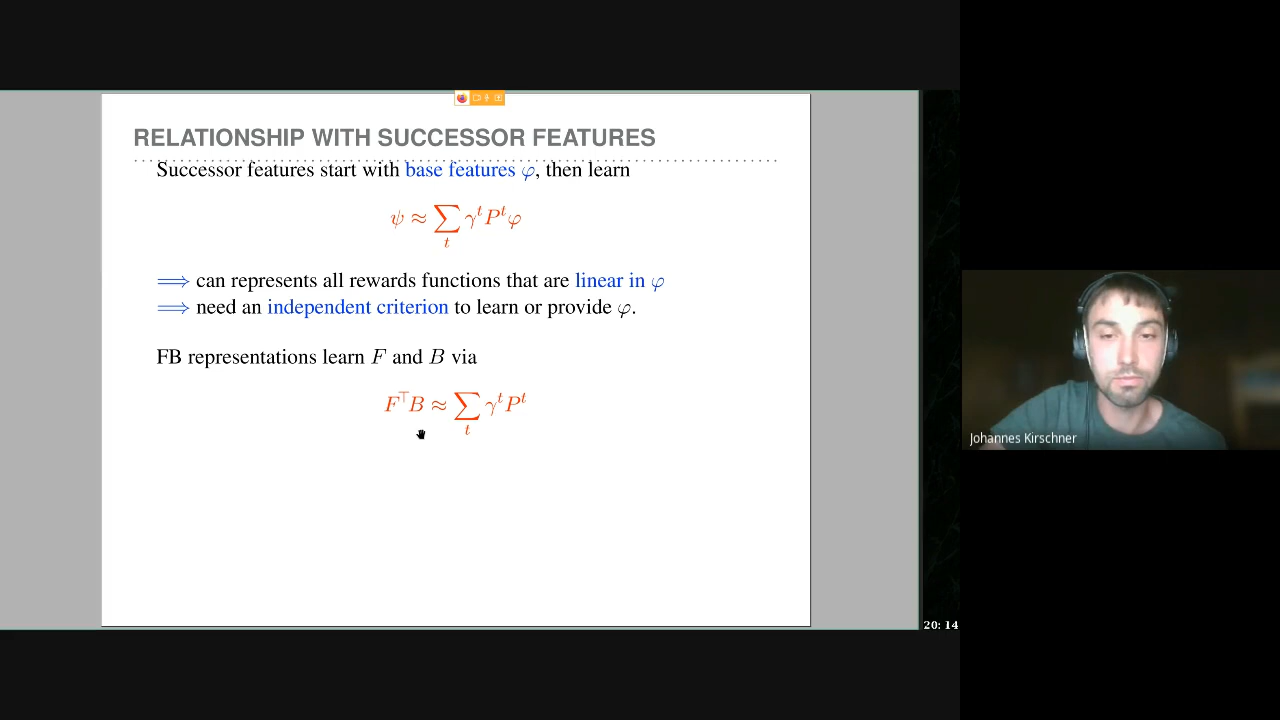 RELATIONSHIP WITH SUCCESSOR FEATURES
Successor features start with base features φ, then learn
ψ ≈ ∑_t γ^t P^t φ
⟹ can represents all rewards functions that are linear in φ
⟹ need an independent criterion to learn or provide φ.
FB representations learn F and B via
F^⊤B ≈ ∑_t γ^t P^t
Johannes Kirschner
20: 14